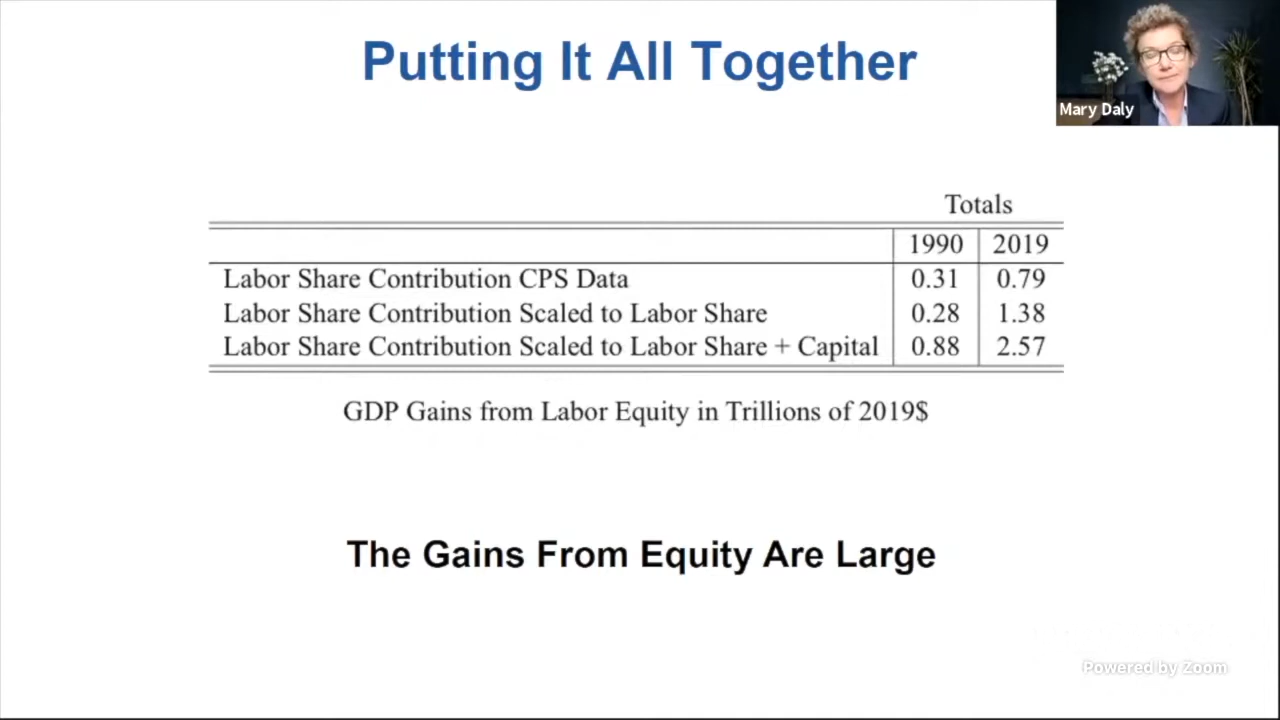 Putting It All Together
Mary Daly
Totals
1990 2019
Labor Share Contribution CPS Data 0.31 0.79
Labor Share Contribution Scaled to Labor Share 0.28 1.38
Labor Share Contribution Scaled to Labor Share + Capital 0.88 2.57
GDP Gains from Labor Equity in Trillions of 2019$
The Gains From Equity Are Large
Powered by Zoom